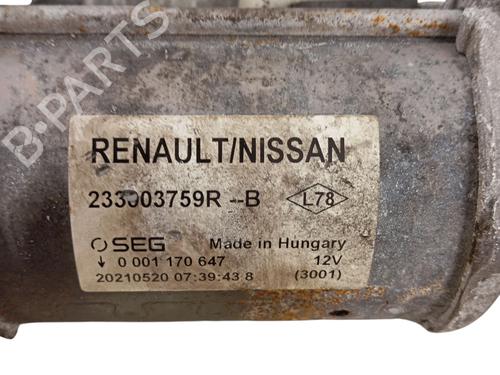 B-PARTS
RENAULT/NISSAN
233003759R --B L78
SEG Made in Hungary
↓ 0 001 170 647 12V
20210520 07:39:43 8 (3001)